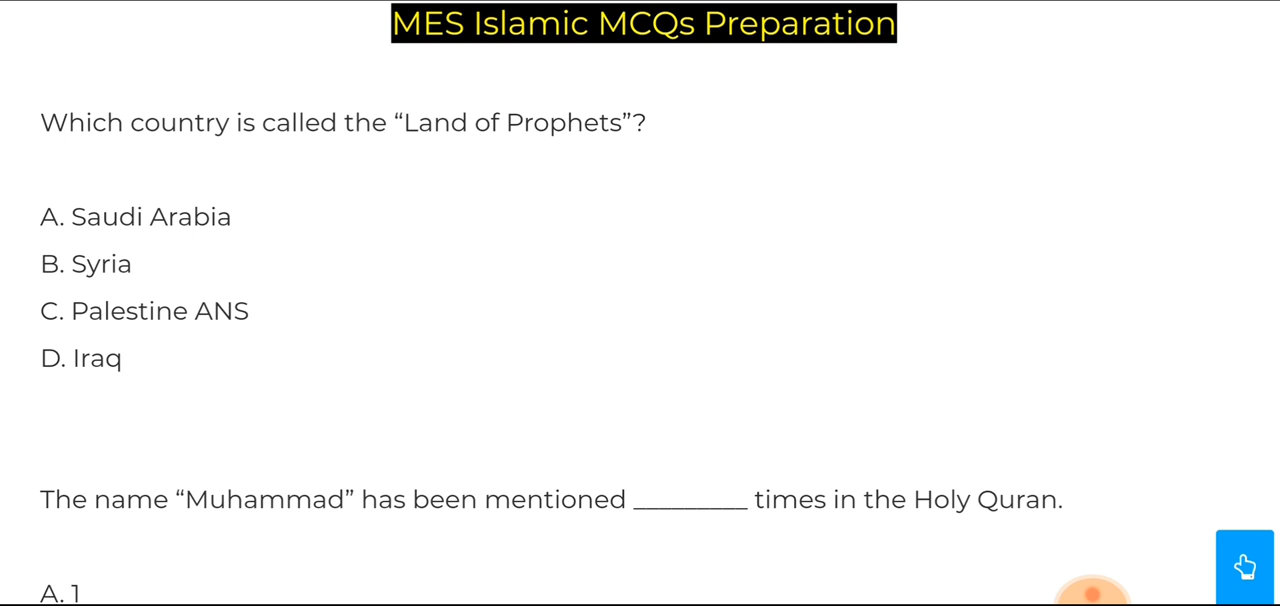 MES Islamic MCQs Preparation
Which country is called the “Land of Prophets”?
A. Saudi Arabia
B. Syria
C. Palestine ANS
D. Iraq
The name “Muhammad” has been mentioned _________ times in the Holy Quran.
A. 1